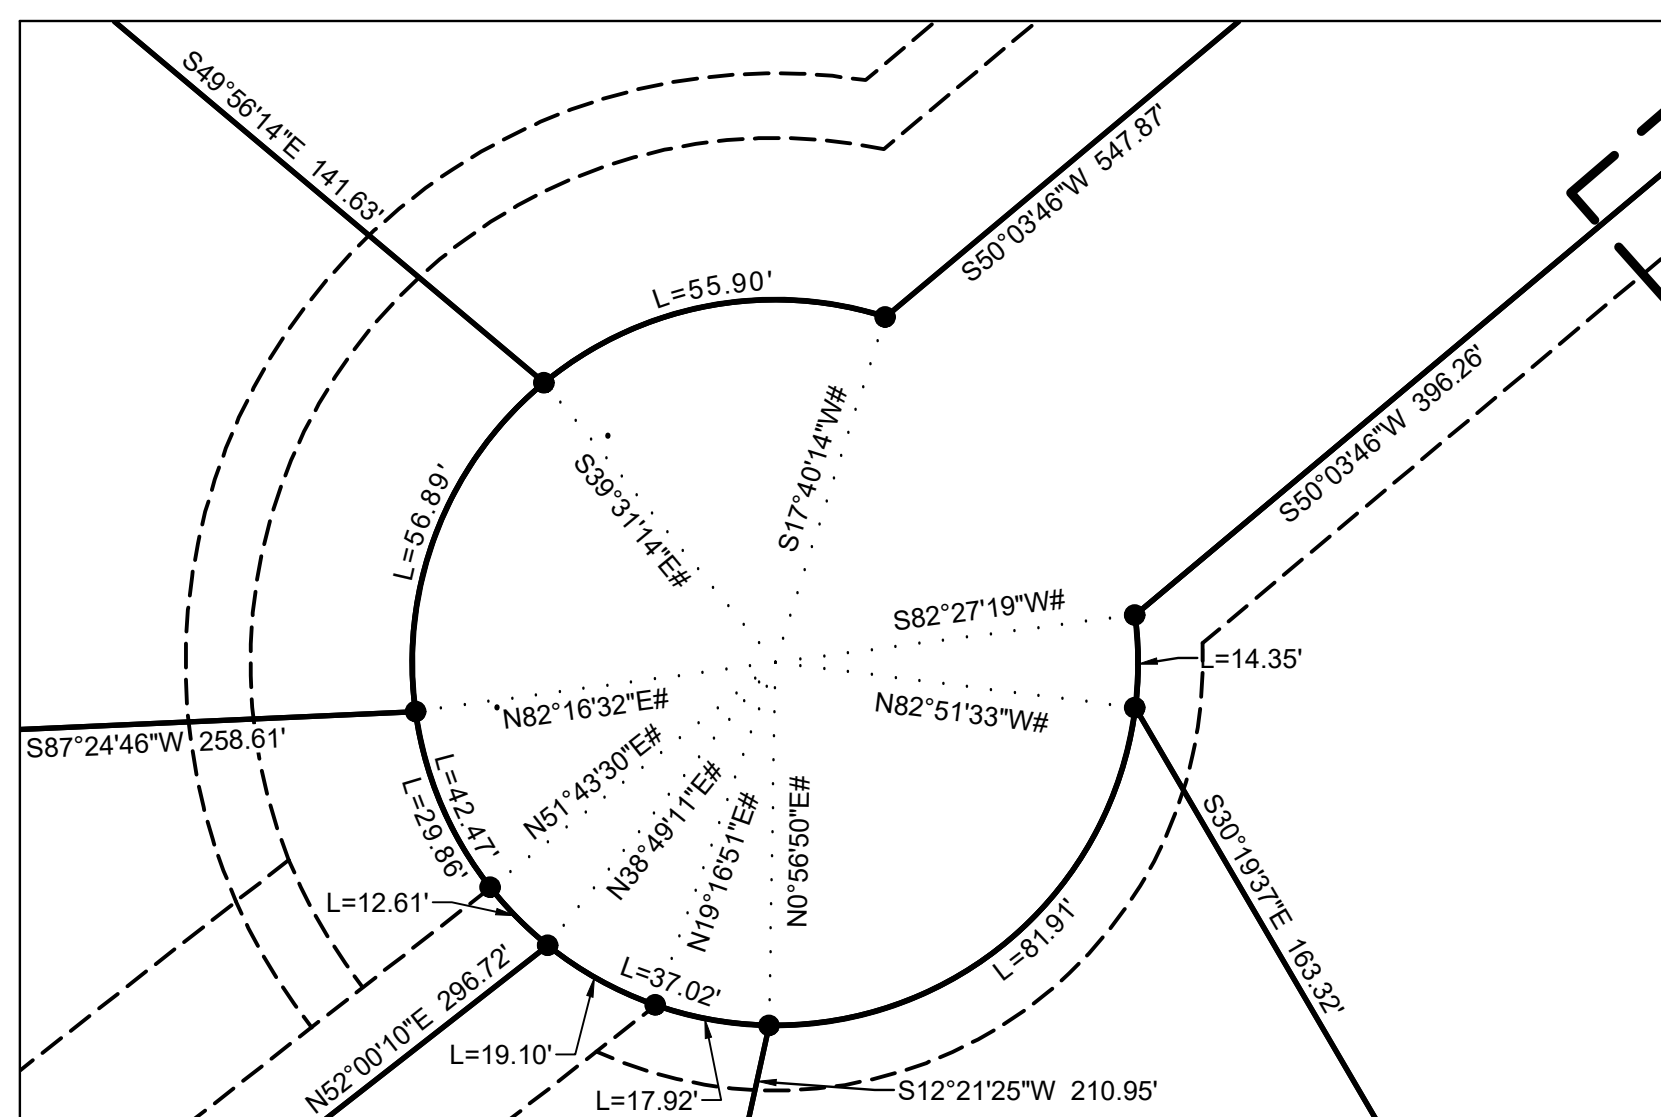 S49°56'14"E 141.63'
S50°03'46"W 547.87'
L=55.90'
S50°03'46"W 396.26'
S17°40'14"W#
S39°31'14"E#
L=56.89'
S82°27'19"W#
L=14.35'
N82°51'33"W#
N82°16'32"E#
S87°24'46"W 258.61'
N51°43'30"E#
L=42.47'
L=29.86'
N38°49'11"E#
N19°16'51"E#
N0°56'50"E#
S30°19'37"E 163.32'
L=12.61'
L=81.91'
L=37.02'
N52°00'10"E 296.72'
L=19.10'
L=17.92'
S12°21'25"W 210.95'